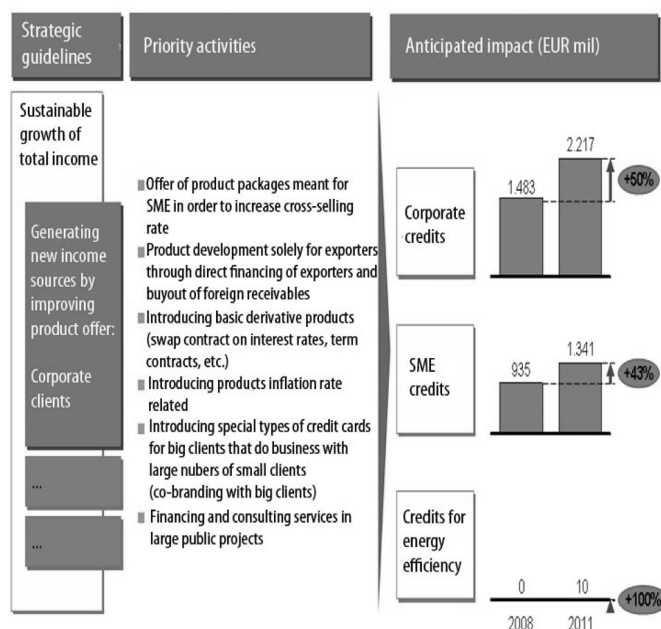 Strategic
guidelines
Priority activities
Anticipated impact (EUR mil)
Sustainable
growth of
total income
Generating
new income
sources by
improving
product offer:
Corporate
clients
...
...
Offer of product packages meant for
SME in order to increase cross-selling
rate
Product development solely for exporters
through direct financing of exporters and
buyout of foreign receivables
Introducing basic derivative products
(swap contract on interest rates, term
contracts, etc.)
Introducing products inflation rate
related
Introducing special types of credit cards
for big clients that do business with
large nubers of small clients
(co-branding with big clients)
Financing and consulting services in
large public projects
Corporate
credits
1.483
2.217
+50%
SME
credits
935
1.341
+43%
Credits for
energy
efficiency
0
10
+100%
2008
2011